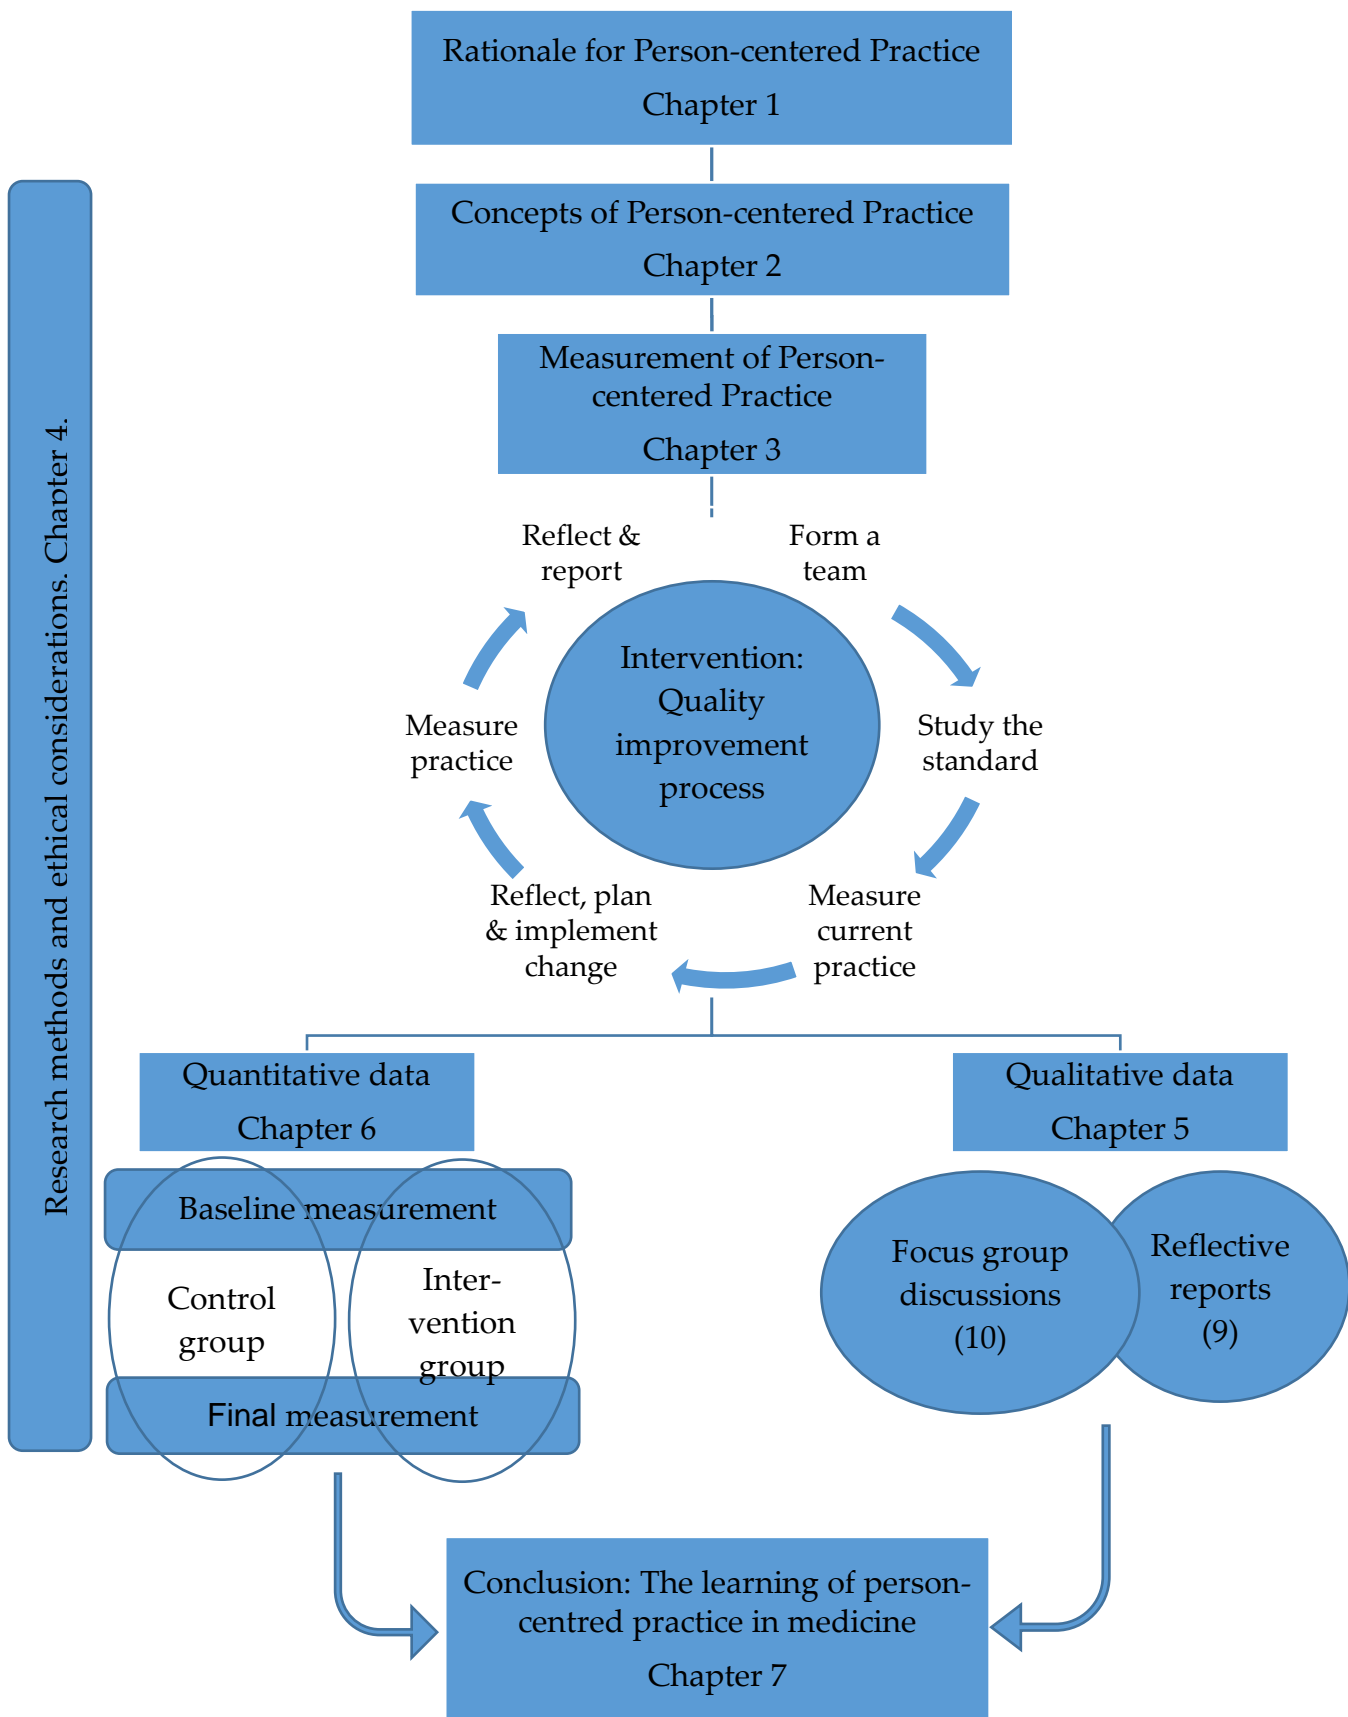 Rationale for Person-centered Practice
Chapter 1
Concepts of Person-centered Practice
Chapter 2
Measurement of Person-
centered Practice
Chapter 3
Research methods and ethical considerations. Chapter 4.
Form a
team
Study the
standard
Measure
current
practice
Reflect, plan
& implement
change
Measure
practice
Reflect &
report
Intervention:
Quality
improvement
process
Quantitative data
Chapter 6
Baseline measurement
Control
group
Inter-
vention
group
Final measurement
Qualitative data
Chapter 5
Focus group
discussions
(10)
Reflective
reports
(9)
Conclusion: The learning of person-
centred practice in medicine
Chapter 7